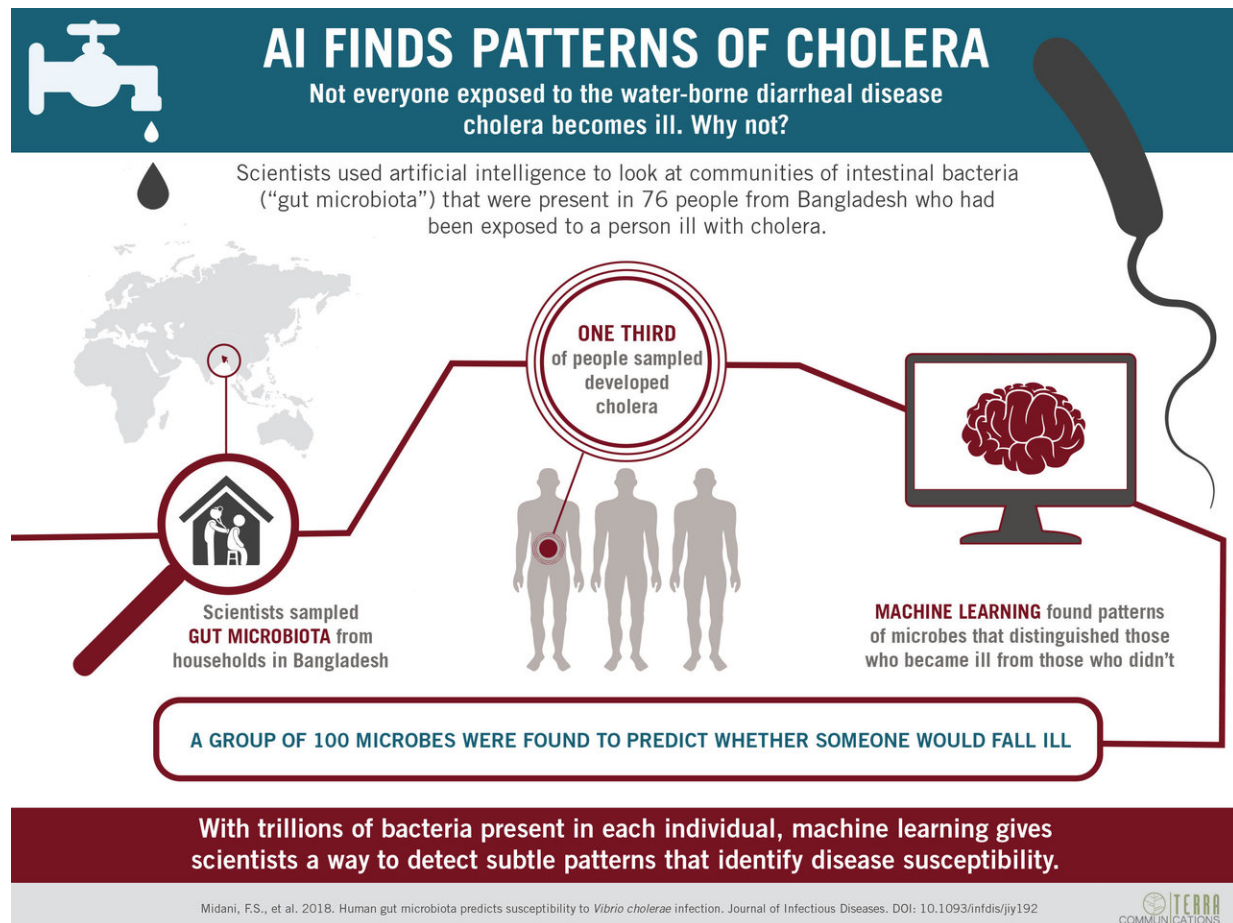 AI FINDS PATTERNS OF CHOLERA
Not everyone exposed to the water-borne diarrheal disease
cholera becomes ill. Why not?
Scientists used artificial intelligence to look at communities of intestinal bacteria
(“gut microbiota”) that were present in 76 people from Bangladesh who had
been exposed to a person ill with cholera.
ONE THIRD
of people sampled
developed
cholera
Scientists sampled
GUT MICROBIOTA from
households in Bangladesh
MACHINE LEARNING found patterns
of microbes that distinguished those
who became ill from those who didn’t
A GROUP OF 100 MICROBES WERE FOUND TO PREDICT WHETHER SOMEONE WOULD FALL ILL
With trillions of bacteria present in each individual, machine learning gives
scientists a way to detect subtle patterns that identify disease susceptibility.
Midani, F.S., et al. 2018. Human gut microbiota predicts susceptibility to Vibrio cholerae infection. Journal of Infectious Diseases. DOI: 10.1093/infdis/jiy192
TERRA
COMMUNICATIONS